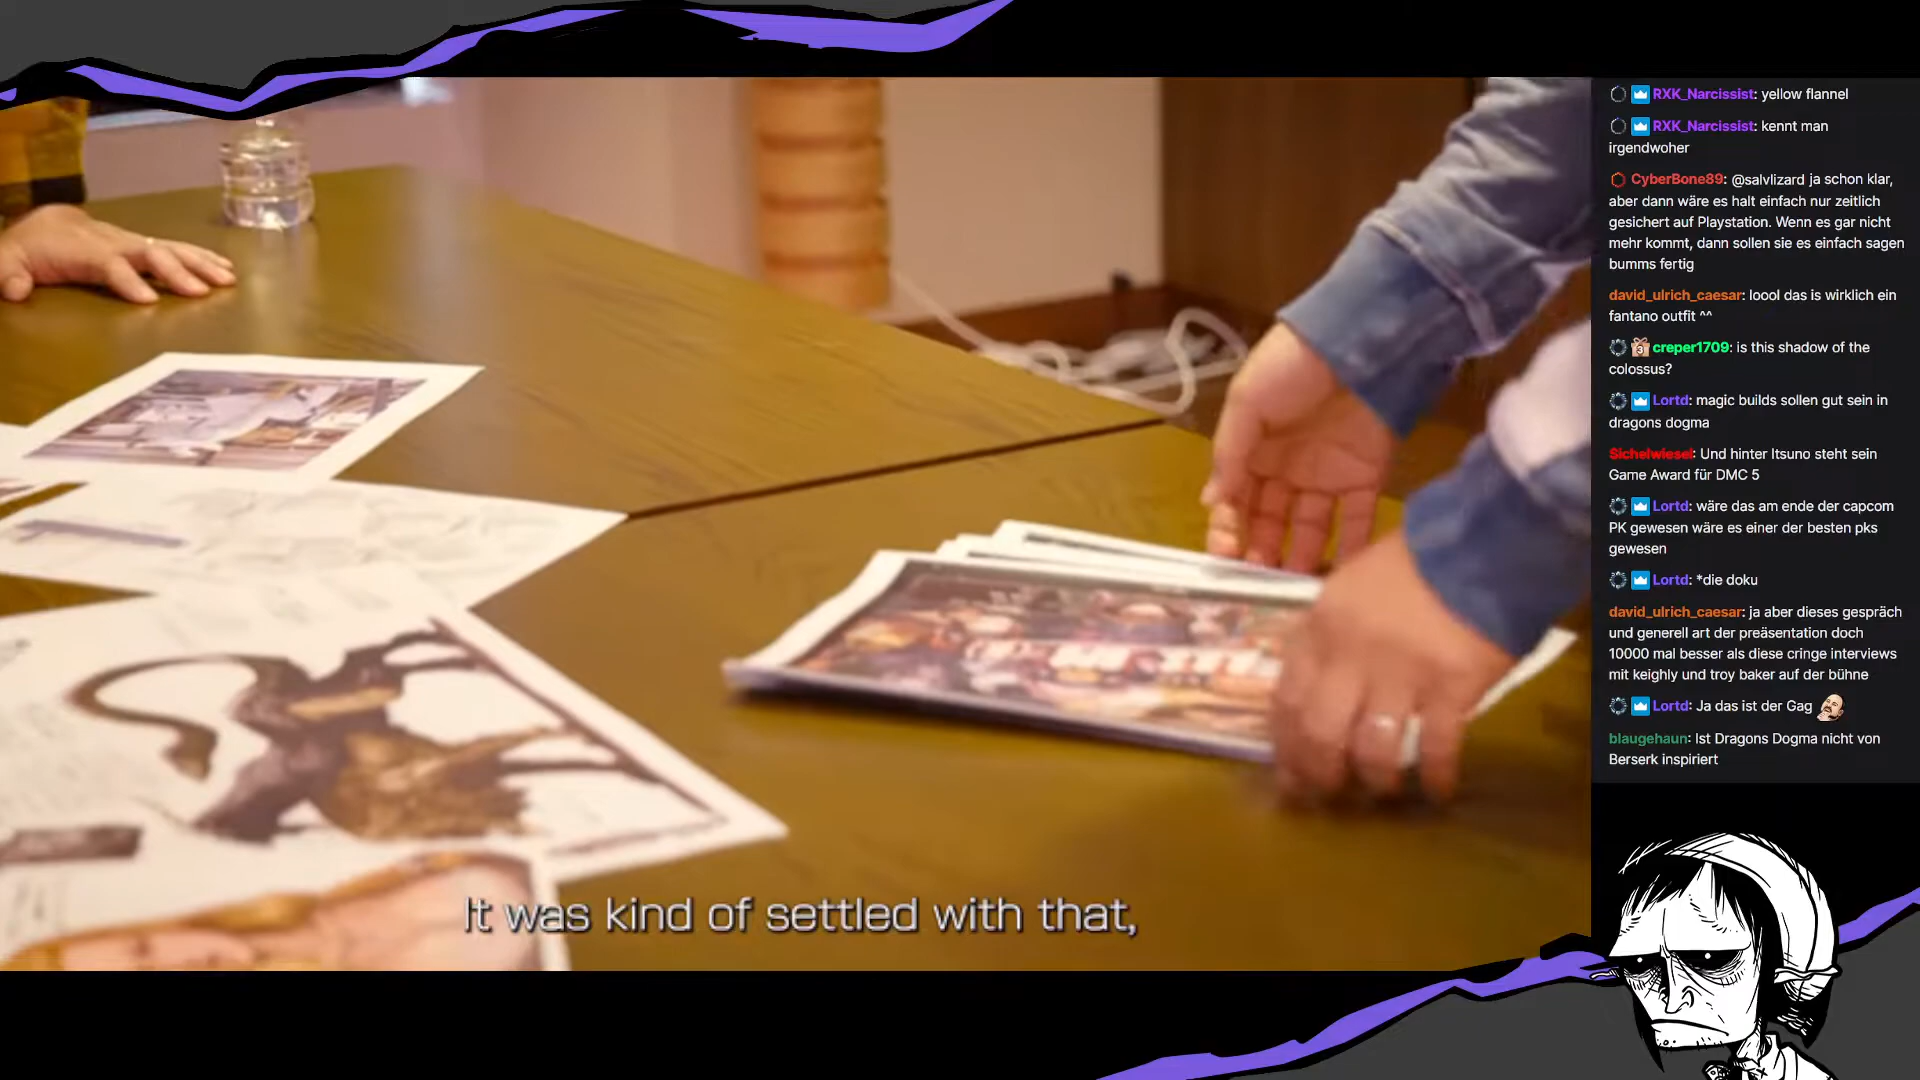 RXK_Narcissist: yellow flannel
RXK_Narcissist: kennt man
irgendwoher
CyberBone89: @salvlizard ja schon klar,
aber dann wäre es halt einfach nur zeitlich
gesichert auf Playstation. Wenn es gar nicht
mehr kommt, dann sollen sie es einfach sagen
bumms fertig
david_ulrich_caesar: loool das is wirklich ein
fantano outfit ^^
creper1709: is this shadow of the
colossus?
Lortd: magic builds sollen gut sein in
dragons dogma
Sichelwiesel: Und hinter Itsuno steht sein
Game Award für DMC 5
Lortd: wäre das am ende der capcom
PK gewesen wäre es einer der besten pks
gewesen
Lortd: *die doku
david_ulrich_caesar: ja aber dieses gespräch
und generell art der preäsentation doch
10000 mal besser als diese cringe interviews
mit keighly und troy baker auf der bühne
Lortd: Ja das ist der Gag
blaugehaun: Ist Dragons Dogma nicht von
Berserk inspiriert
It was kind of settled with that,